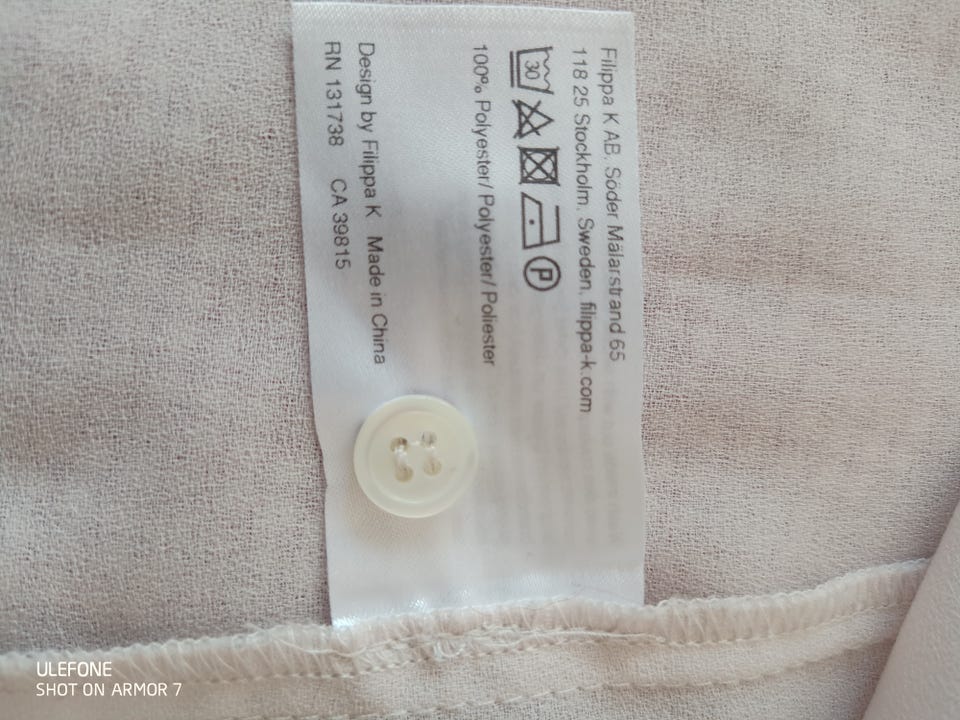 Filippa K AB, Söder Mälarstrand 65
118 25 Stockholm, Sweden, filippa-k.com
30
P
100% Polyester/ Polyester/ Poliester
Design by Filippa K Made in China
RN 131738 CA 39815
ULEFONE
SHOT ON ARMOR 7